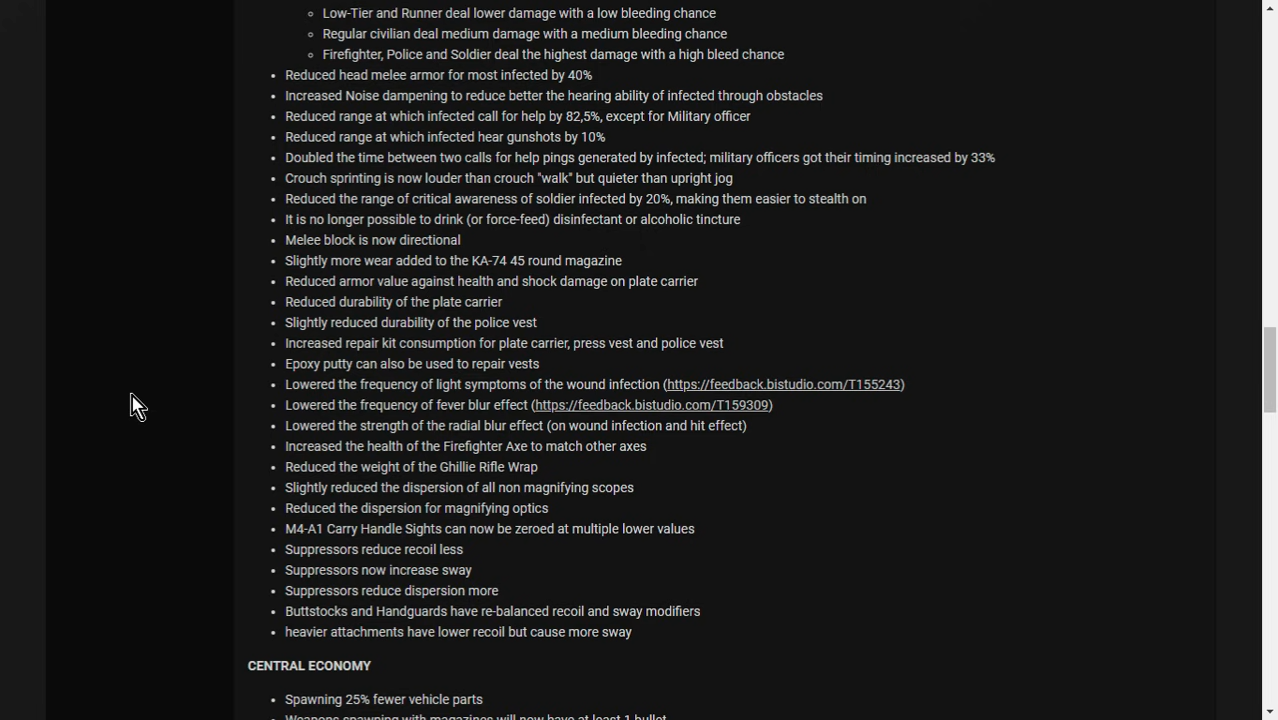 Low-Tier and Runner deal lower damage with a low bleeding chance
Regular civilian deal medium damage with a medium bleeding chance
Firefighter, Police and Soldier deal the highest damage with a high bleed chance
Reduced head melee armor for most infected by 40%
Increased Noise dampening to reduce better the hearing ability of infected through obstacles
Reduced range at which infected call for help by 82,5%, except for Military officer
Reduced range at which infected hear gunshots by 10%
Doubled the time between two calls for help pings generated by infected; military officers got their timing increased by 33%
Crouch sprinting is now louder than crouch "walk" but quieter than upright jog
Reduced the range of critical awareness of soldier infected by 20%, making them easier to stealth on
It is no longer possible to drink (or force-feed) disinfectant or alcoholic tincture
Melee block is now directional
Slightly more wear added to the KA-74 45 round magazine
Reduced armor value against health and shock damage on plate carrier
Reduced durability of the plate carrier
Slightly reduced durability of the police vest
Increased repair kit consumption for plate carrier, press vest and police vest
Epoxy putty can also be used to repair vests
Lowered the frequency of light symptoms of the wound infection (https://feedback.bistudio.com/T155243)
Lowered the frequency of fever blur effect (https://feedback.bistudio.com/T159309)
Lowered the strength of the radial blur effect (on wound infection and hit effect)
Increased the health of the Firefighter Axe to match other axes
Reduced the weight of the Ghillie Rifle Wrap
Slightly reduced the dispersion of all non magnifying scopes
Reduced the dispersion for magnifying optics
M4-A1 Carry Handle Sights can now be zeroed at multiple lower values
Suppressors reduce recoil less
Suppressors now increase sway
Suppressors reduce dispersion more
Buttstocks and Handguards have re-balanced recoil and sway modifiers
heavier attachments have lower recoil but cause more sway
CENTRAL ECONOMY
Spawning 25% fewer vehicle parts
Weapons spawning with magazines will now have at least 1 bullet